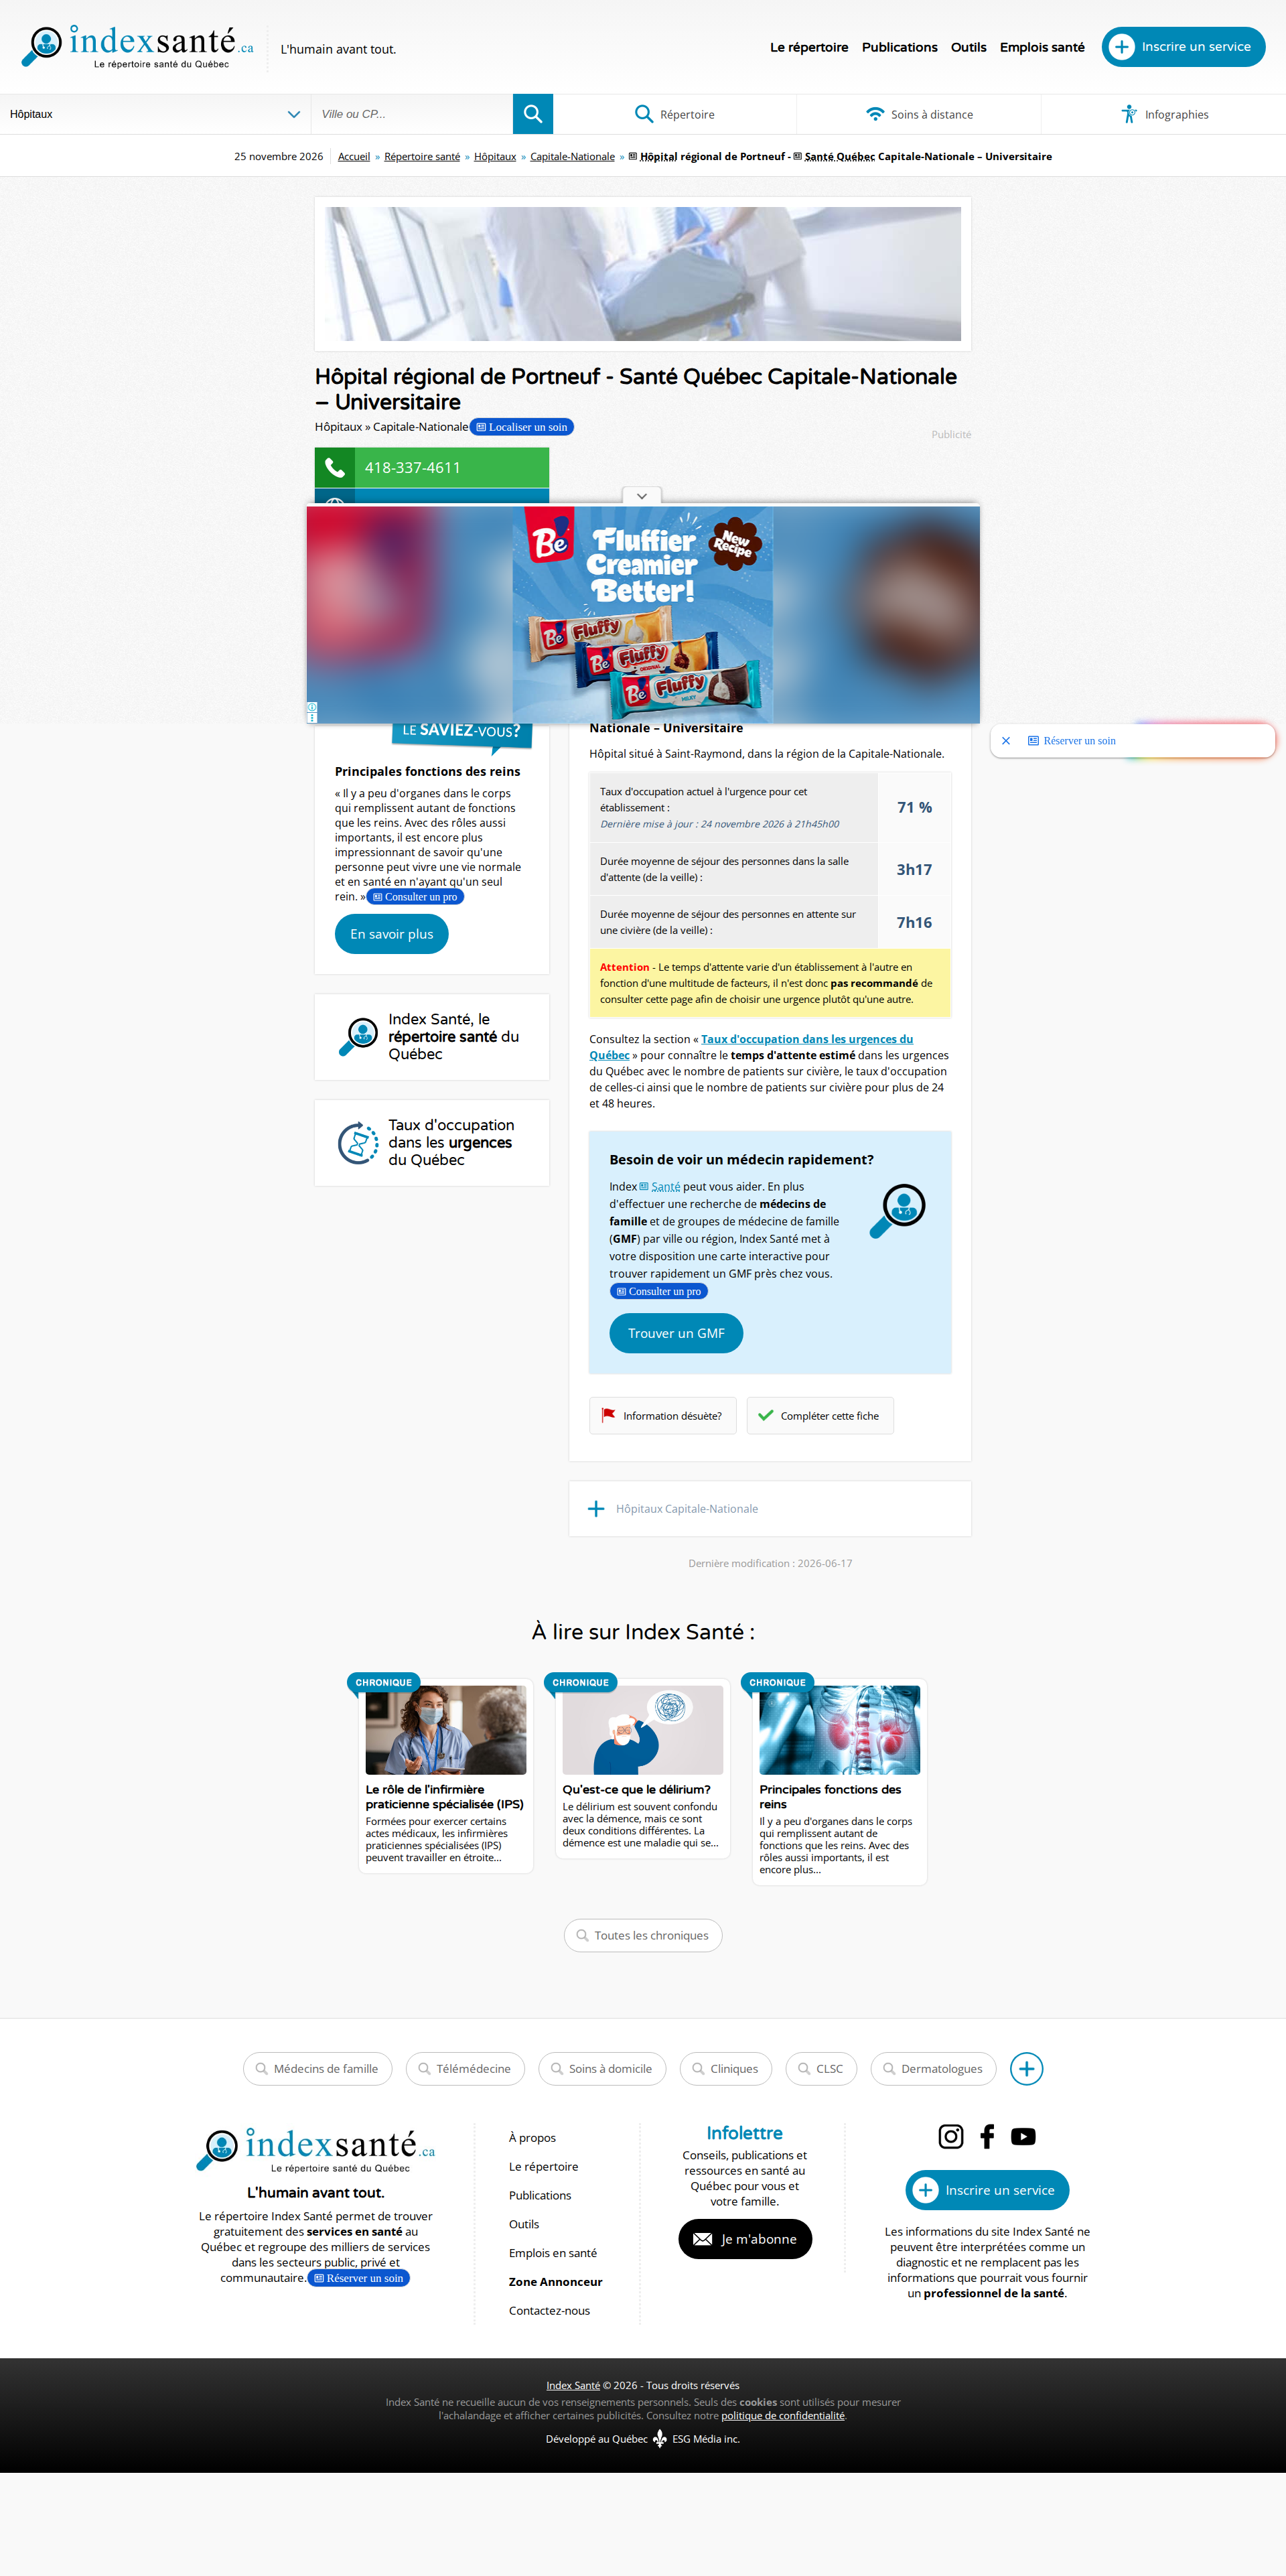 indexsanté.ca
Le répertoire santé du Québec
L'humain avant tout.
Le répertoire
Publications
Outils
Emplois santé
Inscrire un service
Hôpitaux
Ville ou CP...
Répertoire
Soins à distance
Infographies
25 novembre 2026 Accueil » Répertoire santé » Hôpitaux » Capitale-Nationale » Hôpital régional de Portneuf - Santé Québec Capitale-Nationale – Universitaire
Hôpital régional de Portneuf - Santé Québec Capitale-Nationale
– Universitaire
Hôpitaux » Capitale-Nationale Localiser un soin
Publicité
418-337-4611
Be
Fluffier
Creamier
Better!
New
Recipe
Be Fluffy
Be Fluffy ORIGINAL
Be Fluffy MILKY
LE SAVIEZ-VOUS?
Principales fonctions des reins
« Il y a peu d'organes dans le corps
qui remplissent autant de fonctions
que les reins. Avec des rôles aussi
importants, il est encore plus
impressionnant de savoir qu'une
personne peut vivre une vie normale
et en santé en n'ayant qu'un seul
rein. » Consulter un pro
En savoir plus
Index Santé, le
répertoire santé du
Québec
Taux d'occupation
dans les urgences
du Québec
Nationale – Universitaire
Hôpital situé à Saint-Raymond, dans la région de la Capitale-Nationale.
Réserver un soin
Taux d'occupation actuel à l'urgence pour cet
établissement :
Dernière mise à jour : 24 novembre 2026 à 21h45h00
71 %
Durée moyenne de séjour des personnes dans la salle
d'attente (de la veille) :
3h17
Durée moyenne de séjour des personnes en attente sur
une civière (de la veille) :
7h16
Attention - Le temps d'attente varie d'un établissement à l'autre en
fonction d'une multitude de facteurs, il n'est donc pas recommandé de
consulter cette page afin de choisir une urgence plutôt qu'une autre.
Consultez la section « Taux d'occupation dans les urgences du
Québec » pour connaître le temps d'attente estimé dans les urgences
du Québec avec le nombre de patients sur civière, le taux d'occupation
de celles-ci ainsi que le nombre de patients sur civière pour plus de 24
et 48 heures.
Besoin de voir un médecin rapidement?
Index Santé peut vous aider. En plus
d'effectuer une recherche de médecins de
famille et de groupes de médecine de famille
(GMF) par ville ou région, Index Santé met à
votre disposition une carte interactive pour
trouver rapidement un GMF près chez vous.
Consulter un pro
Trouver un GMF
Information désuète?
Compléter cette fiche
Hôpitaux Capitale-Nationale
Dernière modification : 2026-06-17
À lire sur Index Santé :
CHRONIQUE
Le rôle de l'infirmière
praticienne spécialisée (IPS)
Formées pour exercer certains
actes médicaux, les infirmières
praticiennes spécialisées (IPS)
peuvent travailler en étroite...
CHRONIQUE
Qu'est-ce que le délirium?
Le délirium est souvent confondu
avec la démence, mais ce sont
deux conditions différentes. La
démence est une maladie qui se...
CHRONIQUE
Principales fonctions des
reins
Il y a peu d'organes dans le corps
qui remplissent autant de
fonctions que les reins. Avec des
rôles aussi importants, il est
encore plus...
Toutes les chroniques
Médecins de famille
Télémédecine
Soins à domicile
Cliniques
CLSC
Dermatologues
indexsanté.ca
Le répertoire santé du Québec
L'humain avant tout.
Le répertoire Index Santé permet de trouver
gratuitement des services en santé au
Québec et regroupe des milliers de services
dans les secteurs public, privé et
communautaire. Réserver un soin
À propos
Le répertoire
Publications
Outils
Emplois en santé
Zone Annonceur
Contactez-nous
Infolettre
Conseils, publications et
ressources en santé au
Québec pour vous et
votre famille.
Je m'abonne
Inscrire un service
Les informations du site Index Santé ne
peuvent être interprétées comme un
diagnostic et ne remplacent pas les
informations que pourrait vous fournir
un professionnel de la santé.
Index Santé © 2026 - Tous droits réservés
Index Santé ne recueille aucun de vos renseignements personnels. Seuls des cookies sont utilisés pour mesurer
l'achalandage et afficher certaines publicités. Consultez notre politique de confidentialité.
Développé au Québec ESG Média inc.